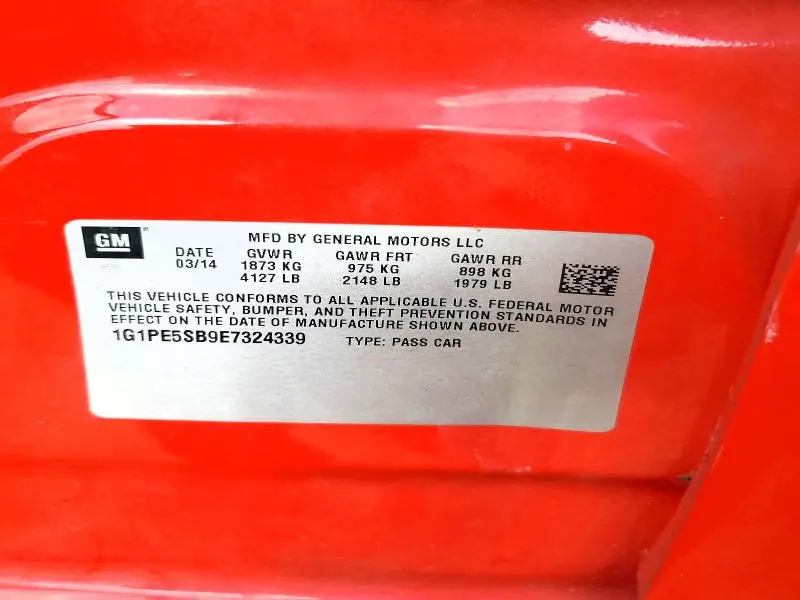 GM
MFD BY GENERAL MOTORS LLC
DATE GVWR GAWR FRT GAWR RR
03/14 1873 KG 975 KG 898 KG
4127 LB 2148 LB 1979 LB
THIS VEHICLE CONFORMS TO ALL APPLICABLE U.S. FEDERAL MOTOR
VEHICLE SAFETY, BUMPER, AND THEFT PREVENTION STANDARDS IN
EFFECT ON THE DATE OF MANUFACTURE SHOWN ABOVE.
1G1PE5SB9E7324339 TYPE: PASS CAR